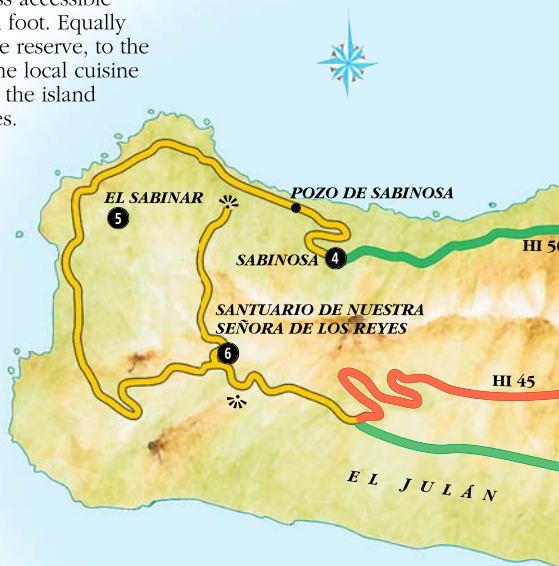 foot. Equally
e reserve, to the
he local cuisine
the island
EL SABINAR
5
POZO DE SABINOSA
SABINOSA
4
HI 50
SANTUARIO DE NUESTRA
SEÑORA DE LOS REYES
6
HI 45
EL JULÁN